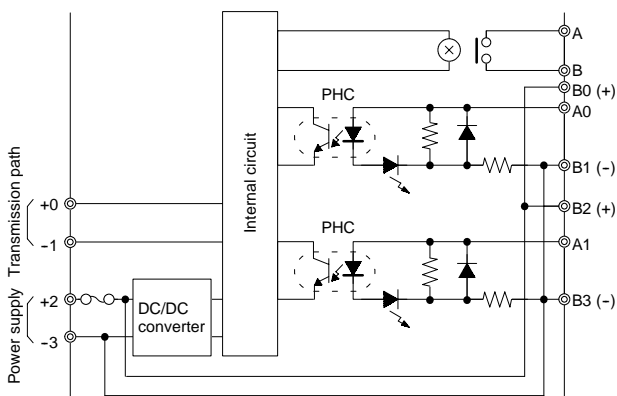 A
B
B0 (+)
PHC
A0
B1 (-)
Internal circuit
Transmission path
+0
B2 (+)
-1
PHC
A1
Power supply
+2
DC/DC
converter
B3 (-)
-3